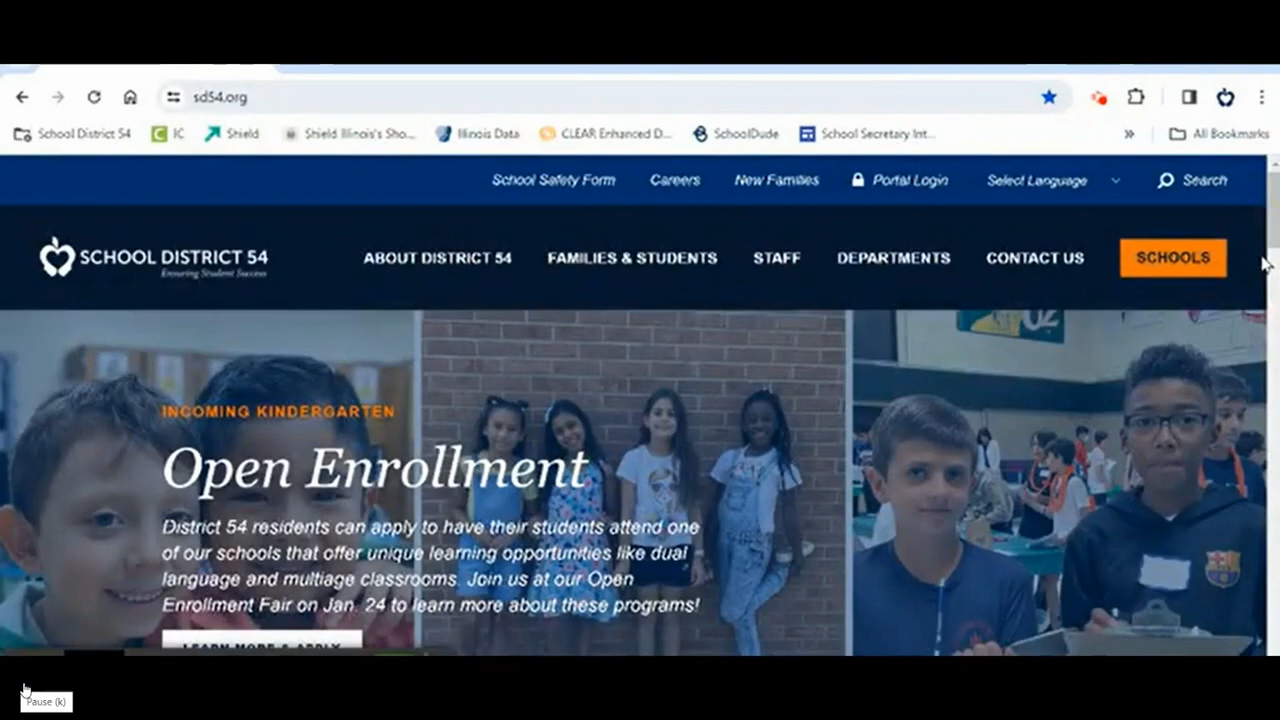 sd54.org
School District 54 IC Shield Shield Illinois's Sho... Illinois Data CLEAR Enhanced D... SchoolDude School Secretary Int... » All Bookmarks
School Safety Form Careers New Families Portal Login Select Language Search
SCHOOL DISTRICT 54
Ensuring Student Success
ABOUT DISTRICT 54 FAMILIES & STUDENTS STAFF DEPARTMENTS CONTACT US SCHOOLS
INCOMING KINDERGARTEN
Open Enrollment
District 54 residents can apply to have their students attend one
of our schools that offer unique learning opportunities like dual
language and multiage classrooms. Join us at our Open
Enrollment Fair on Jan. 24 to learn more about these programs!
LEARN MORE & APPLY
Pause (k)